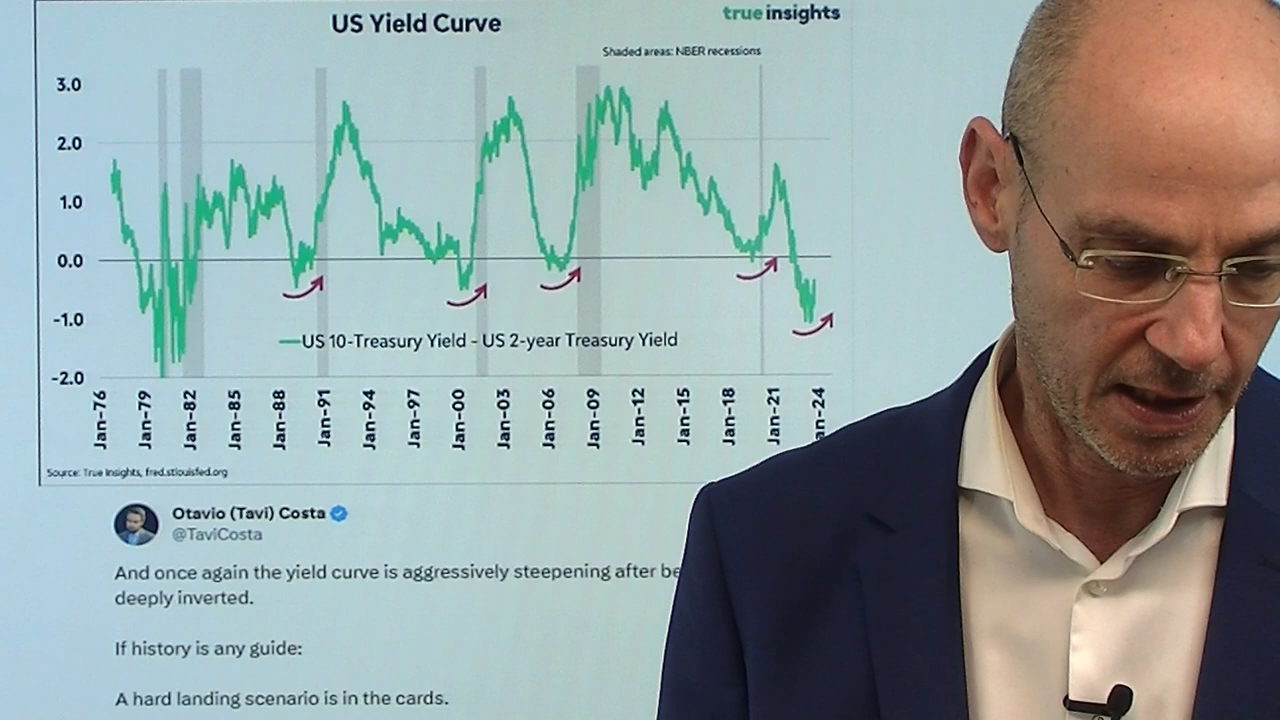 US Yield Curve
true insights
Shaded areas: NBER recessions
3.0
2.0
1.0
0.0
-1.0
-2.0
US 10-Treasury Yield - US 2-year Treasury Yield
Jan-76
Jan-79
Jan-82
Jan-85
Jan-88
Jan-91
Jan-94
Jan-97
Jan-00
Jan-03
Jan-06
Jan-09
Jan-12
Jan-15
Jan-18
Jan-21
an-24
Source: True Insights, fred.stlouisfed.org
Otavio (Tavi) Costa
@TaviCosta
And once again the yield curve is aggressively steepening after be
deeply inverted.
If history is any guide:
A hard landing scenario is in the cards.